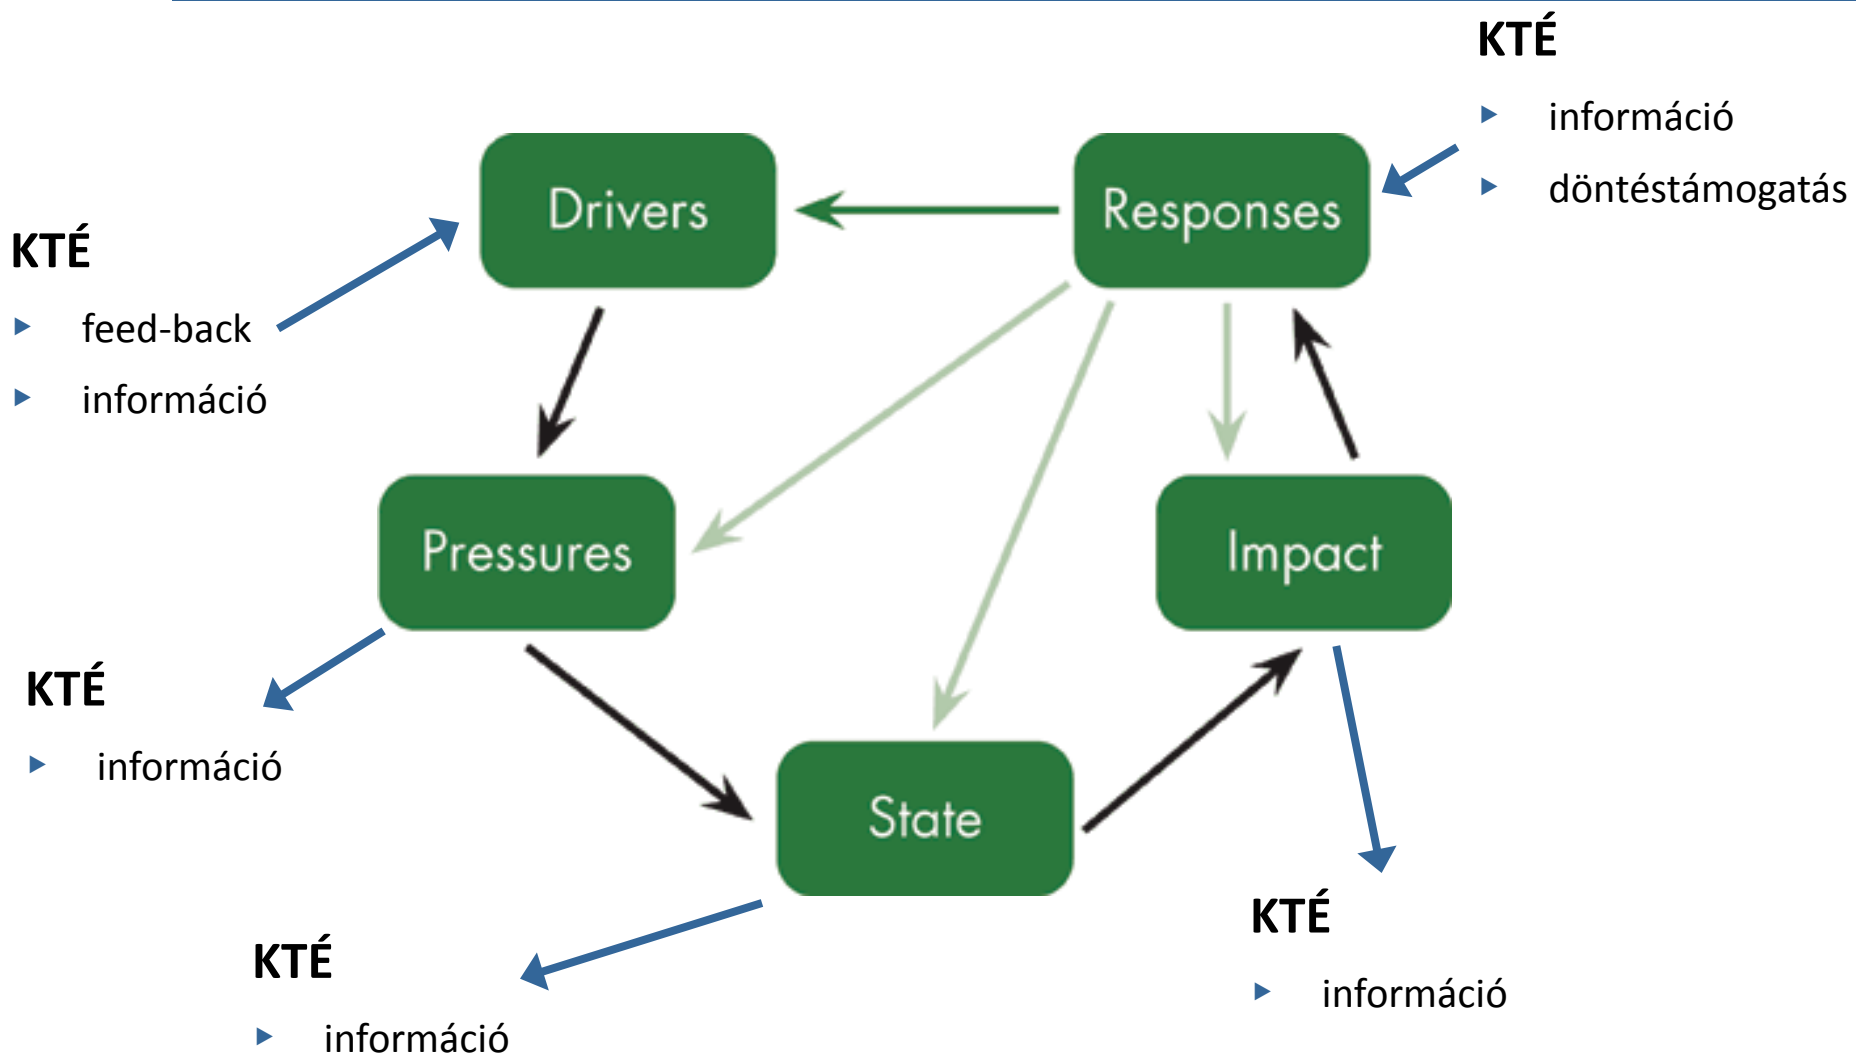 KTÉ
információ
döntéstámogatás
Drivers
Responses
KTÉ
feed-back
információ
Pressures
Impact
KTÉ
információ
State
KTÉ
információ
KTÉ
információ